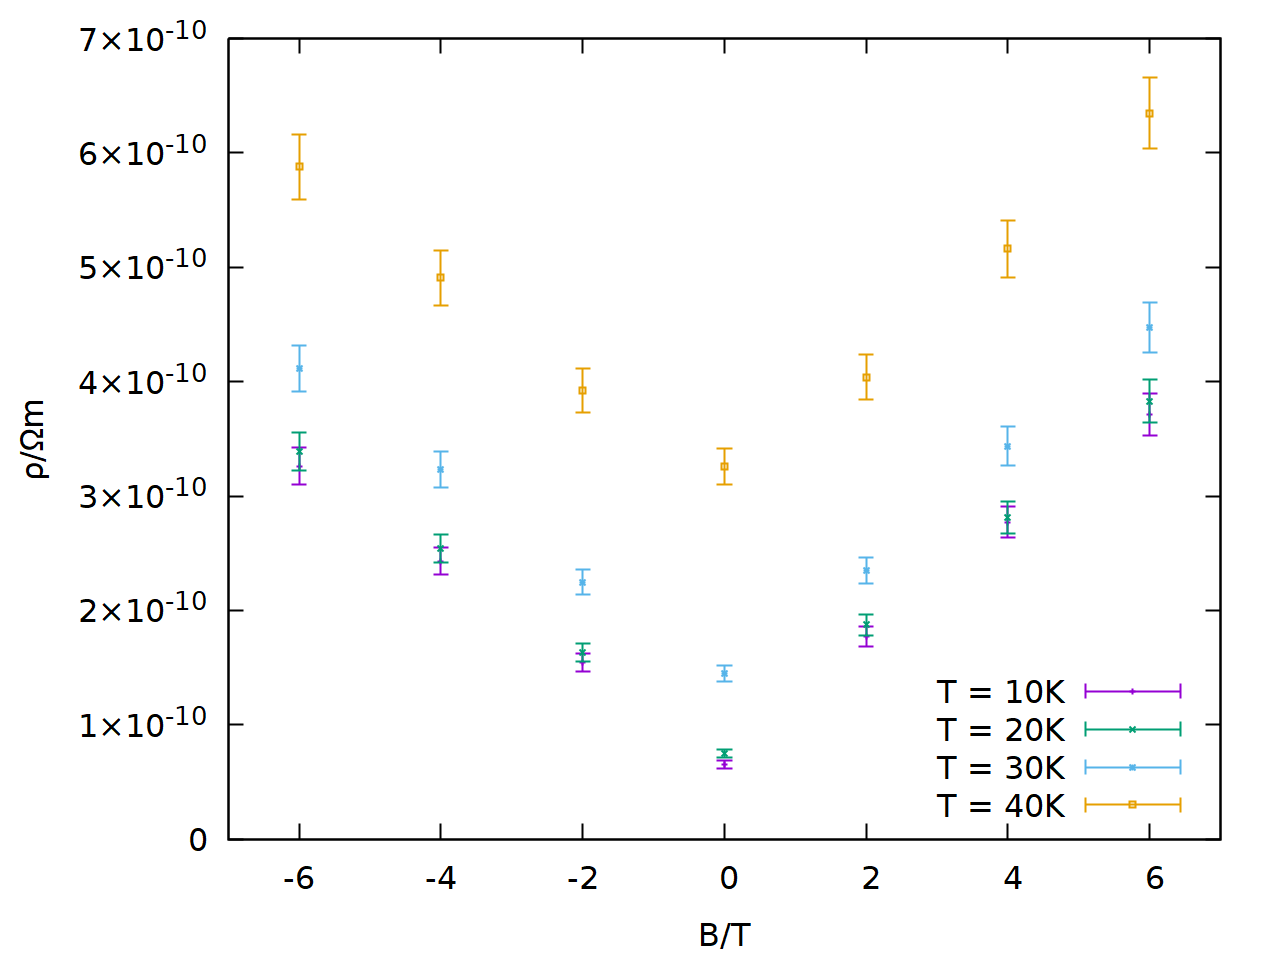 7×10⁻¹⁰
6×10⁻¹⁰
5×10⁻¹⁰
4×10⁻¹⁰
3×10⁻¹⁰
2×10⁻¹⁰
1×10⁻¹⁰
0
ρ/Ωm
-6 -4 -2 0 2 4 6
B/T
T = 10K
T = 20K
T = 30K
T = 40K